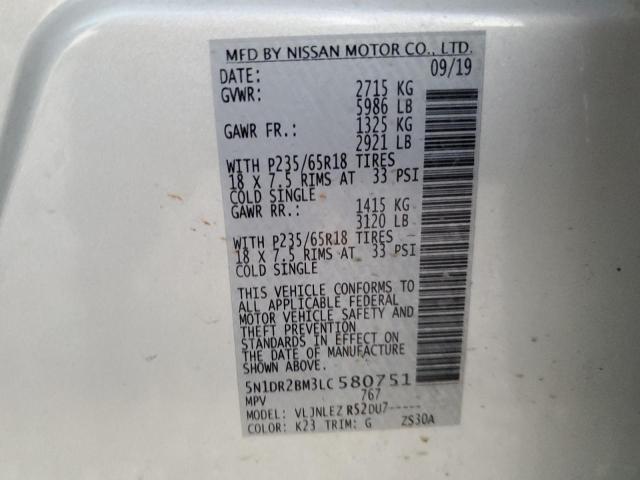 MFD BY NISSAN MOTOR CO., LTD.
DATE: 09/19
GVWR: 2715 KG
5986 LB
GAWR FR.: 1325 KG
2921 LB
WITH P235/65R18 TIRES
18 X 7.5 RIMS AT 33 PSI
COLD SINGLE
GAWR RR.: 1415 KG
3120 LB
WITH P235/65R18 TIRES
18 X 7.5 RIMS AT 33 PSI
COLD SINGLE
THIS VEHICLE CONFORMS TO
ALL APPLICABLE FEDERAL
MOTOR VEHICLE SAFETY AND
THEFT PREVENTION
STANDARDS IN EFFECT ON
THE DATE OF MANUFACTURE
SHOWN ABOVE.
5N1DR2BM3LC580751
MPV 767
MODEL: VLJNLEZ R52DU7-----
COLOR: K23 TRIM: G ZS30A